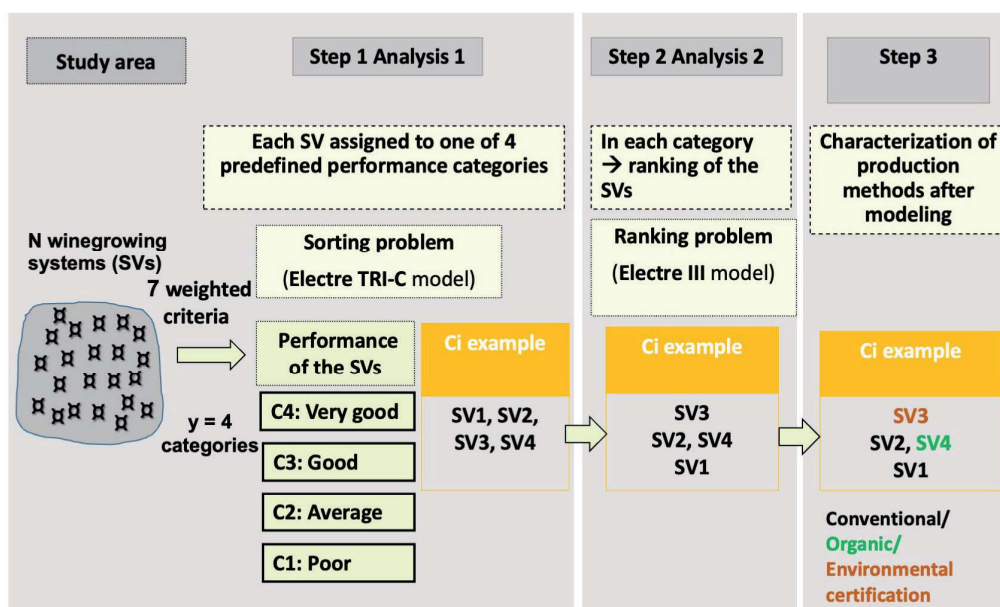 Study area
N winegrowing
systems (SVs)
7 weighted
criteria
y = 4
categories
Step 1 Analysis 1
Each SV assigned to one of 4
predefined performance categories
Sorting problem
(Electre TRI-C model)
Performance
of the SVs
C4: Very good
C3: Good
C2: Average
C1: Poor
Ci example
SV1, SV2,
SV3, SV4
Step 2 Analysis 2
In each category
→ ranking of the
SVs
Ranking problem
(Electre III model)
Ci example
SV3
SV2, SV4
SV1
Step 3
Characterization of
production
methods after
modeling
Ci example
SV3
SV2, SV4
SV1
Conventional/
Organic/
Environmental
certification